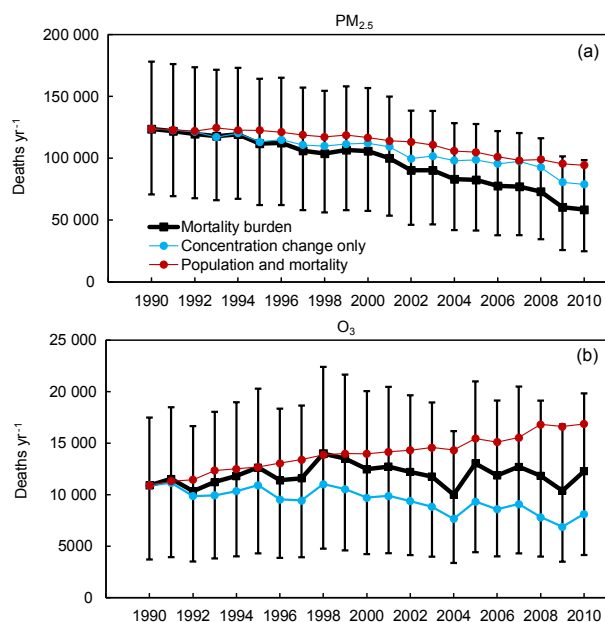 PM2.5
(a)
200 000
150 000
100 000
50 000
0
Deaths yr-1
Mortality burden
Concentration change only
Population and mortality
1990 1992 1994 1996 1998 2000 2002 2004 2006 2008 2010
O3
(b)
25 000
20 000
15 000
10 000
5000
0
Deaths yr-1
1990 1992 1994 1996 1998 2000 2002 2004 2006 2008 2010